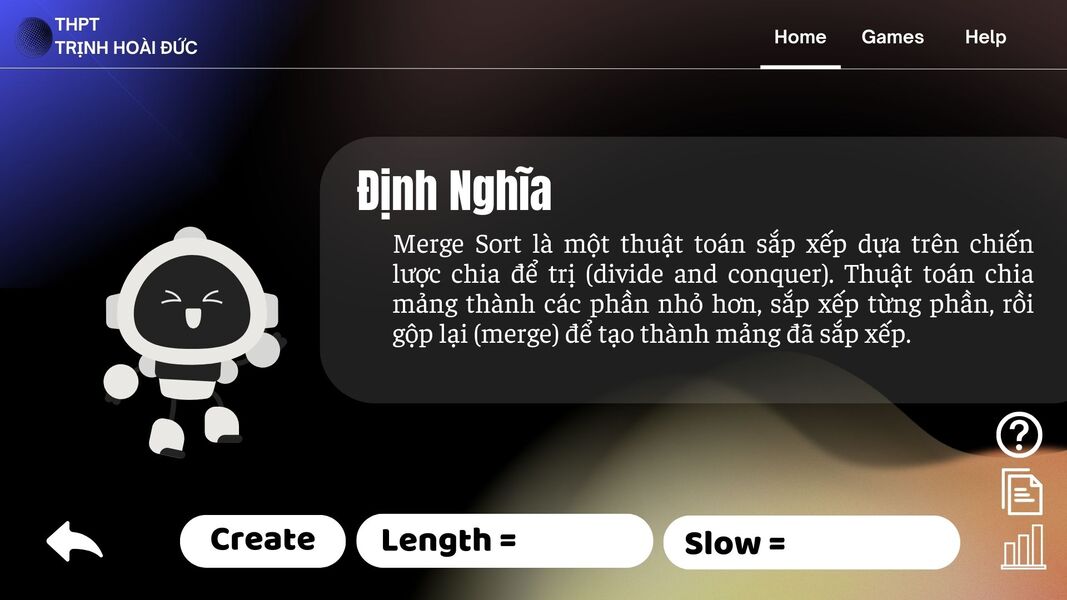 THPT
TRỊNH HOÀI ĐỨC
Home
Games
Help
Định Nghĩa
Merge Sort là một thuật toán sắp xếp dựa trên chiến
lược chia để trị (divide and conquer). Thuật toán chia
mảng thành các phần nhỏ hơn, sắp xếp từng phần, rồi
gộp lại (merge) để tạo thành mảng đã sắp xếp.
Create
Length =
Slow =